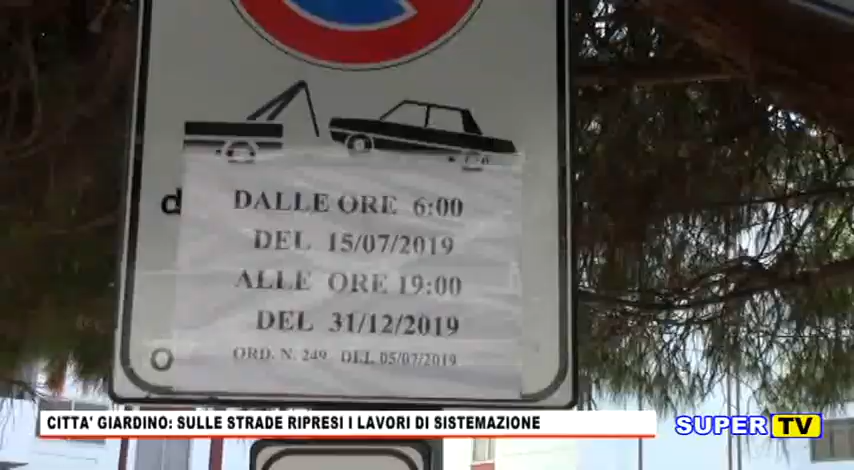 d
DALLE ORE 6:00
DEL 15/07/2019
ALLE ORE 19:00
DEL 31/12/2019
ORD. N. 249 DEL 05/07/2019
CITTA' GIARDINO: SULLE STRADE RIPRESI I LAVORI DI SISTEMAZIONE
SUPER TV